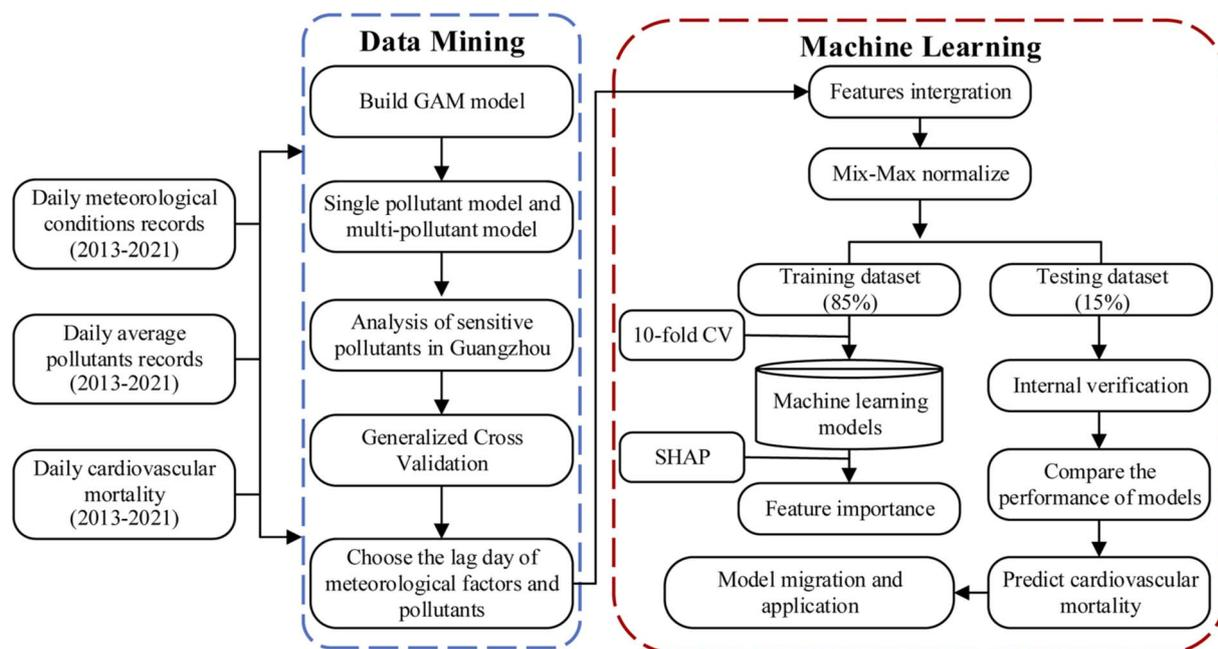 Daily meteorological
conditions records
(2013-2021)
Daily average
pollutants records
(2013-2021)
Daily cardiovascular
mortality
(2013-2021)
Data Mining
Build GAM model
Single pollutant model and
multi-pollutant model
Analysis of sensitive
pollutants in Guangzhou
Generalized Cross
Validation
Choose the lag day of
meteorological factors and
pollutants
Machine Learning
Features intergration
Mix-Max normalize
Training dataset
(85%)
Testing dataset
(15%)
10-fold CV
Machine learning
models
SHAP
Feature importance
Internal verification
Compare the
performance of models
Predict cardiovascular
mortality
Model migration and
application